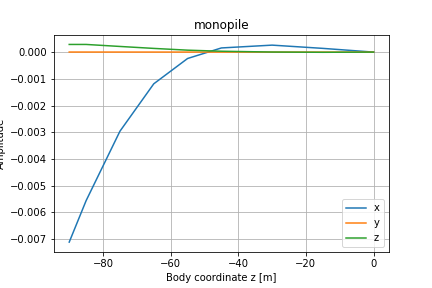 monopile
0.000
-0.001
-0.002
-0.003
-0.004
-0.005
-0.006
-0.007
Amplitude
−80
−60
−40
−20
0
Body coordinate z [m]
x
y
z